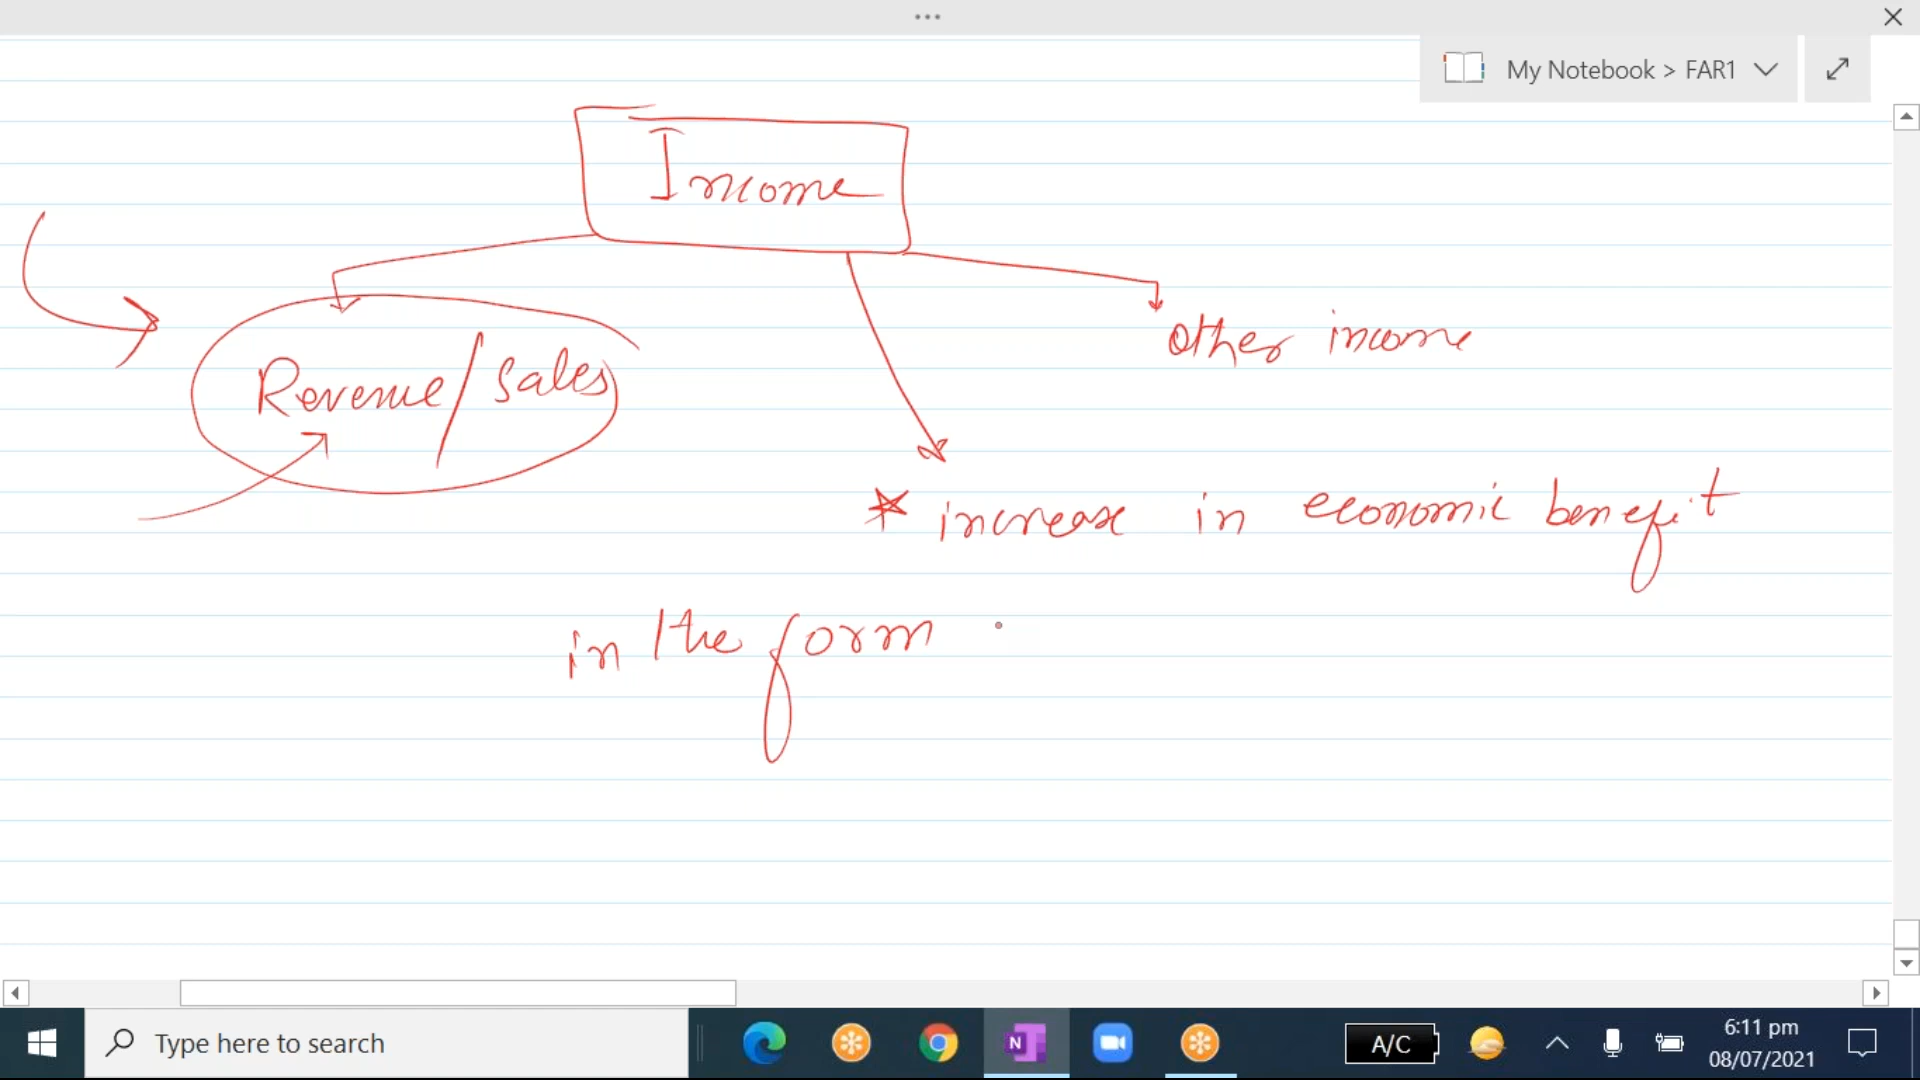 My Notebook > FAR1
Income
Other income
Revenue/Sales
* increase in economic benefit
in the form
Type here to search
N
A/C
6:11 pm
08/07/2021